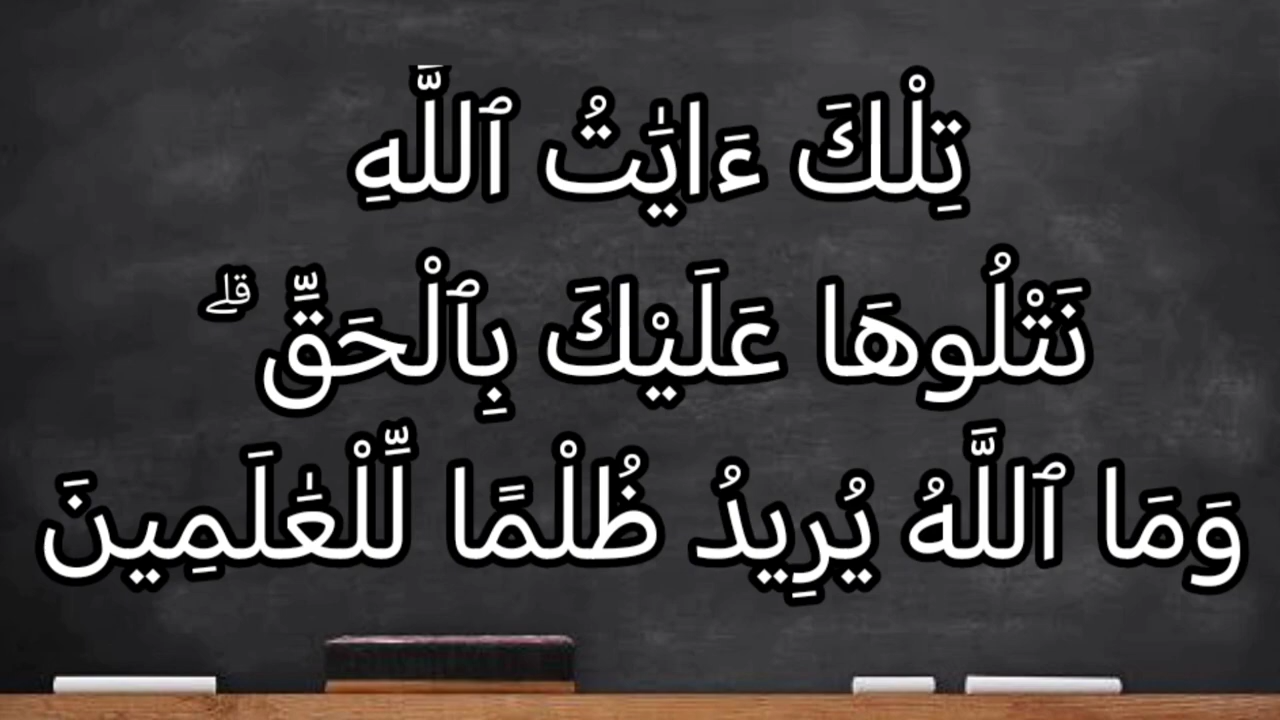 تِلْكَ ءَايَٰتُ ٱللَّهِ
نَتْلُوهَا عَلَيْكَ بِٱلْحَقِّ ۗ
وَمَا ٱللَّهُ يُرِيدُ ظُلْمًا لِّلْعَٰلَمِينَ